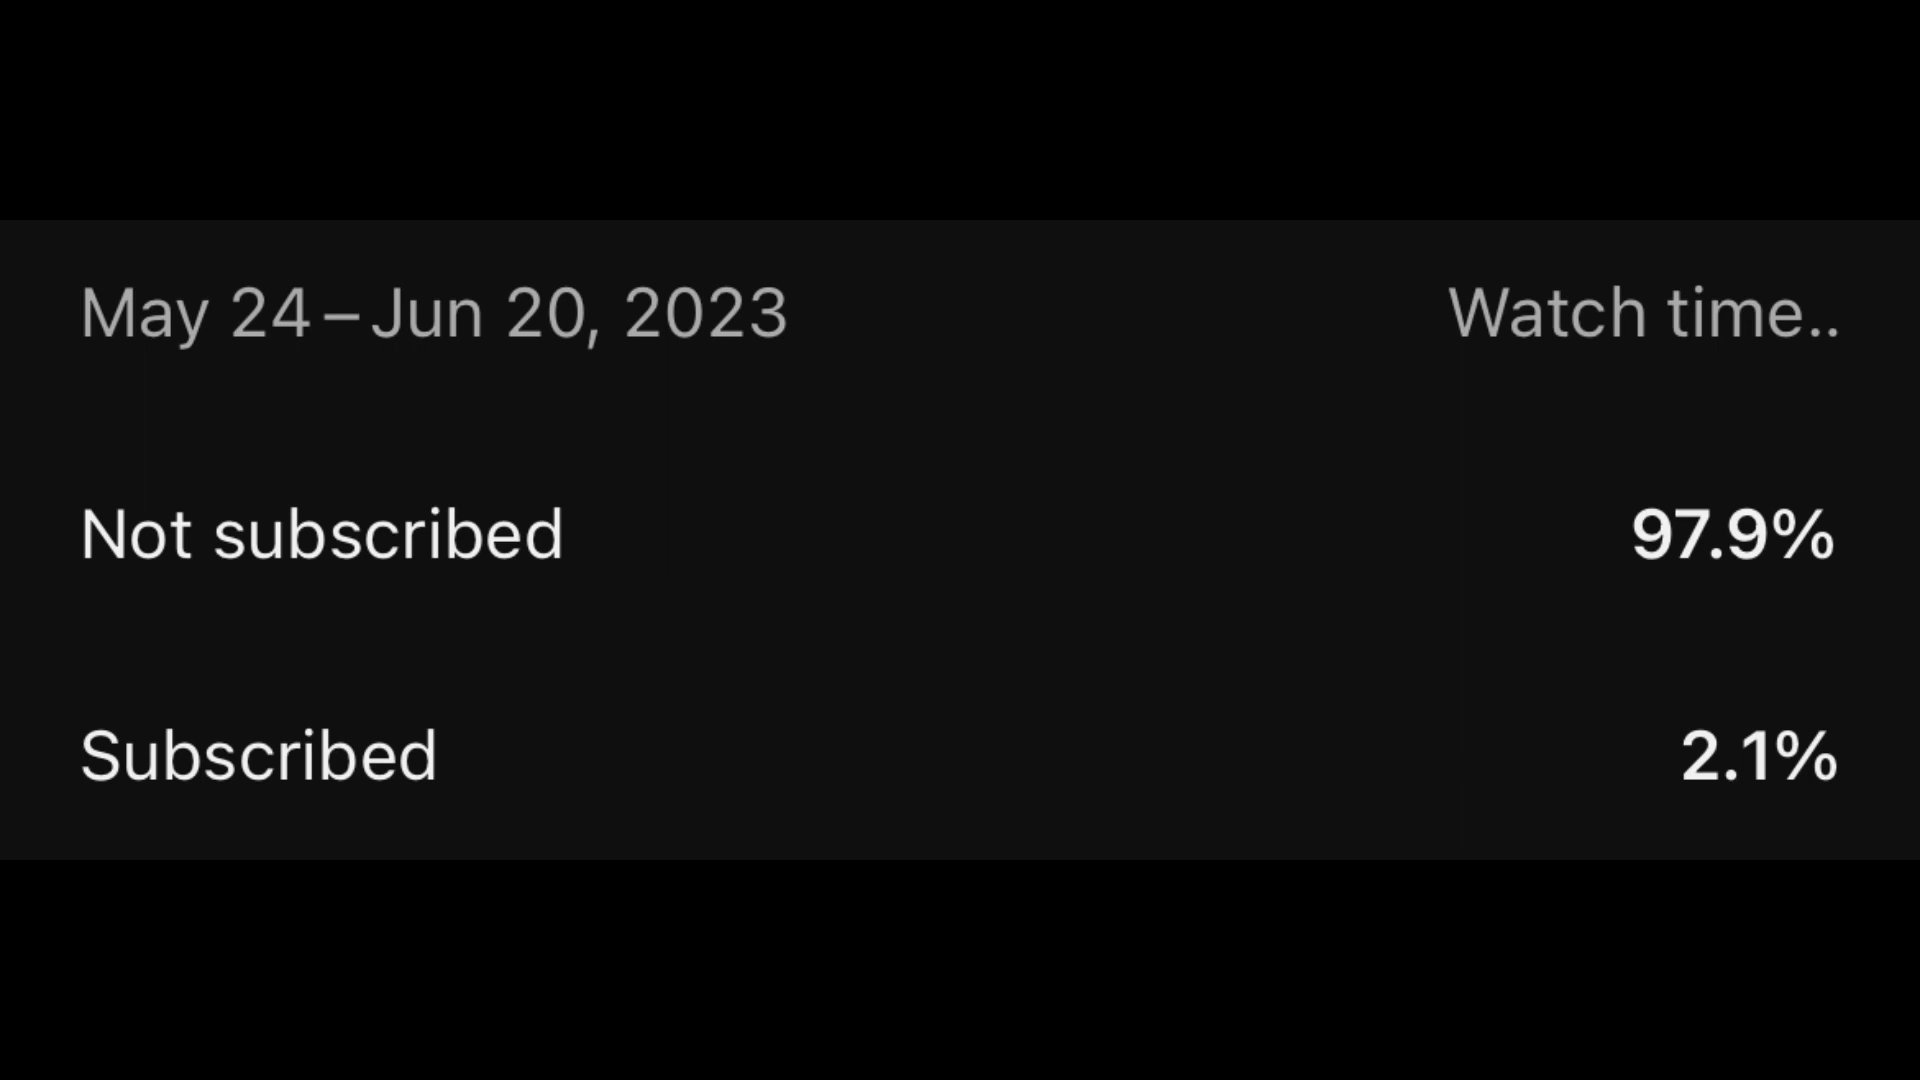 May 24 – Jun 20, 2023 Watch time..
Not subscribed 97.9%
Subscribed 2.1%